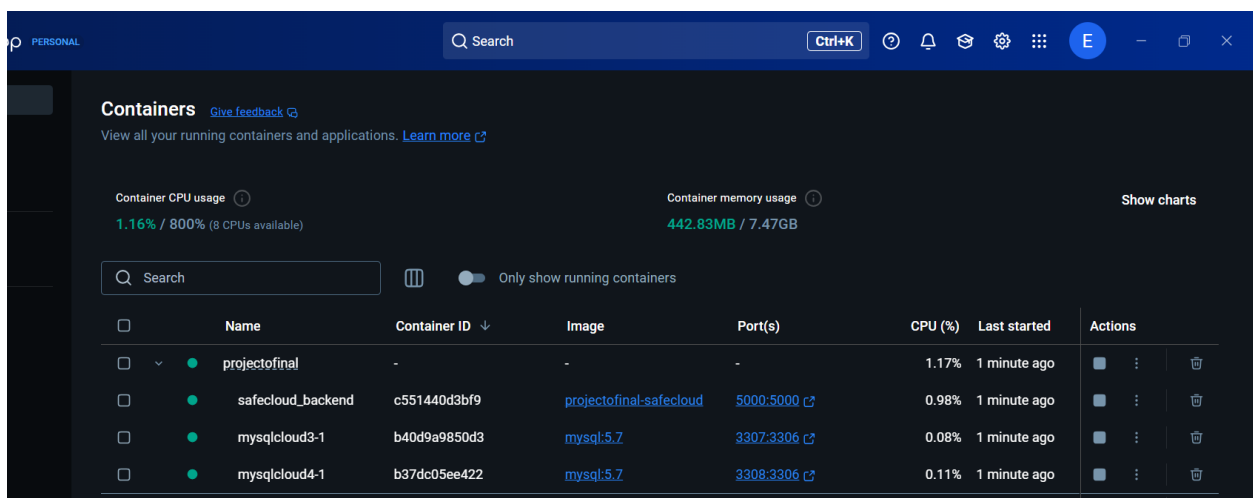 PERSONAL Search Ctrl+K E
Containers Give feedback
View all your running containers and applications. Learn more
Container CPU usage Container memory usage Show charts
1.16% / 800% (8 CPUs available) 442.83MB / 7.47GB
Search Only show running containers
Name Container ID Image Port(s) CPU (%) Last started Actions
projectofinal - - - 1.17% 1 minute ago
safecloud_backend c551440d3bf9 projectofinal-safecloud 5000:5000 0.98% 1 minute ago
mysqlcloud3-1 b40d9a9850d3 mysql:5.7 3307:3306 0.08% 1 minute ago
mysqlcloud4-1 b37dc05ee422 mysql:5.7 3308:3306 0.11% 1 minute ago